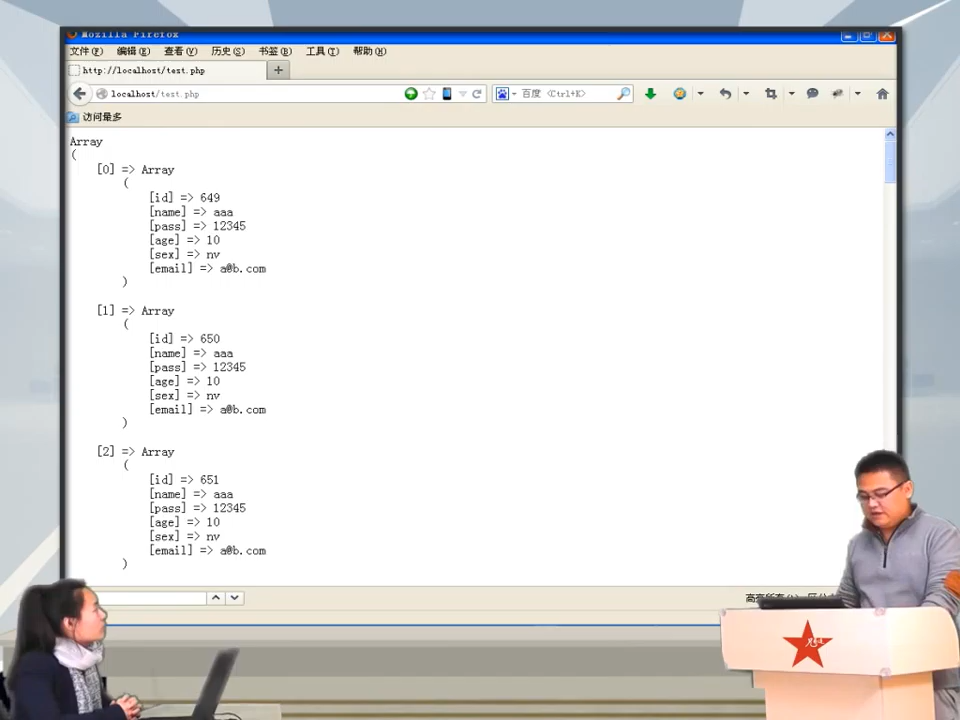 Mozilla Firefox
文件(F) 编辑(E) 查看(V) 历史(S) 书签(B) 工具(T) 帮助(H)
http://localhost/test.php +
localhost/test.php 百度 <Ctrl+K>
访问最多
Array
(
[0] => Array
(
[id] => 649
[name] => aaa
[pass] => 12345
[age] => 10
[sex] => nv
[email] => a@b.com
)
[1] => Array
(
[id] => 650
[name] => aaa
[pass] => 12345
[age] => 10
[sex] => nv
[email] => a@b.com
)
[2] => Array
(
[id] => 651
[name] => aaa
[pass] => 12345
[age] => 10
[sex] => nv
[email] => a@b.com
)